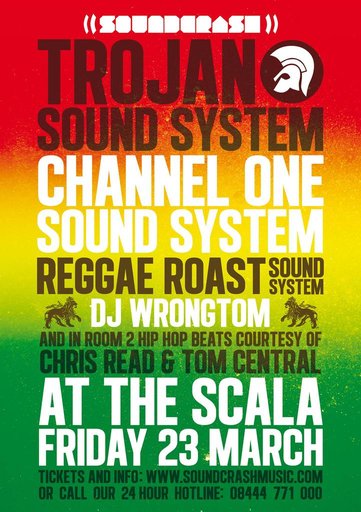 ((SOUNDCRASH))
TROJAN
SOUND SYSTEM
CHANNEL ONE
SOUND SYSTEM
REGGAE ROAST SOUND SYSTEM
DJ WRONGTOM
AND IN ROOM 2 HIP HOP BEATS COURTESY OF
CHRIS READ & TOM CENTRAL
AT THE SCALA
FRIDAY 23 MARCH
TICKETS AND INFO: WWW.SOUNDCRASHMUSIC.COM
OR CALL OUR 24 HOUR HOTLINE: 08444 771 000